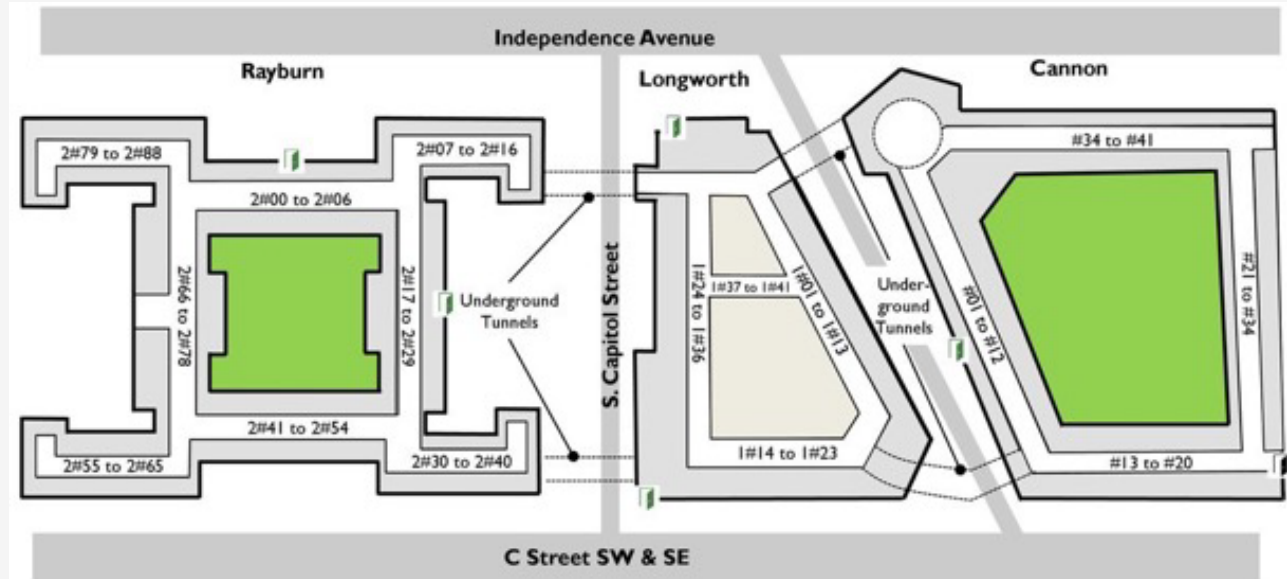 Independence Avenue
Rayburn
Longworth
Cannon
2#79 to 2#88
2#07 to 2#16
#34 to #41
2#00 to 2#06
2#66 to 2#78
2#17 to 2#29
Underground
Tunnels
S. Capitol Street
1#24 to 1#36
1#37 to 1#41
1#01 to 1#13
Under-
ground
Tunnels
#01 to #12
#21 to #34
2#41 to 2#54
2#55 to 2#65
2#30 to 2#40
1#14 to 1#23
#13 to #20
C Street SW & SE